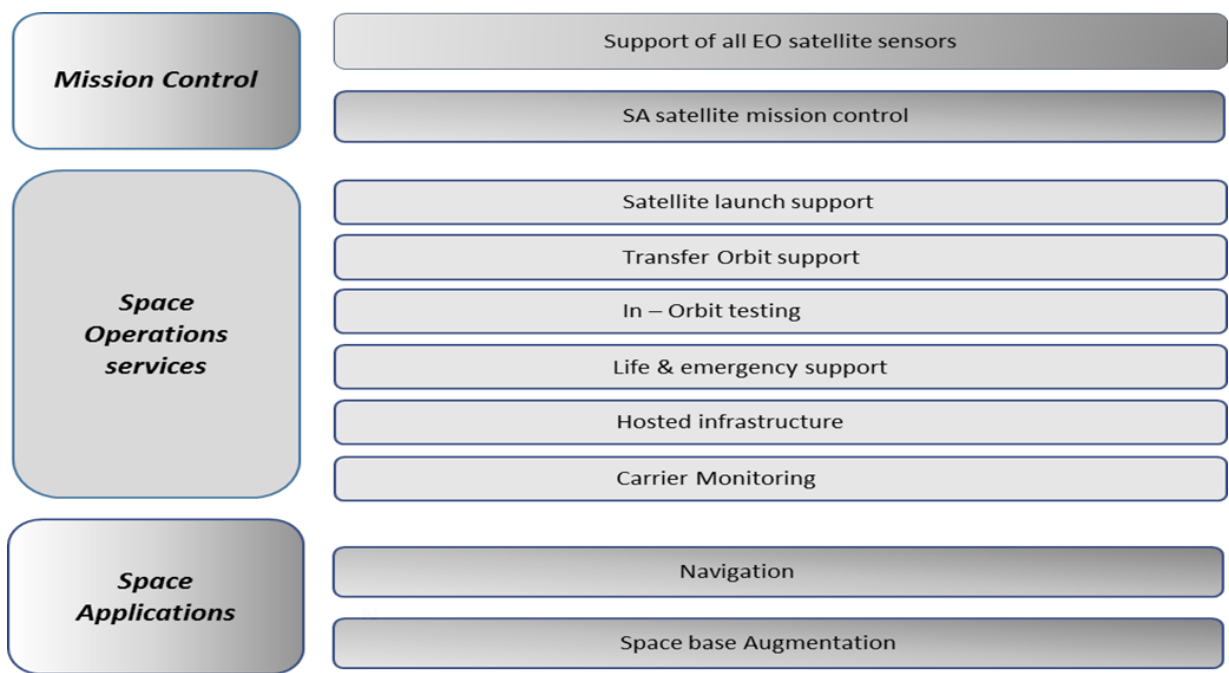 Mission Control
Support of all EO satellite sensors
SA satellite mission control
Space
Operations
services
Satellite launch support
Transfer Orbit support
In – Orbit testing
Life & emergency support
Hosted infrastructure
Carrier Monitoring
Space
Applications
Navigation
Space base Augmentation